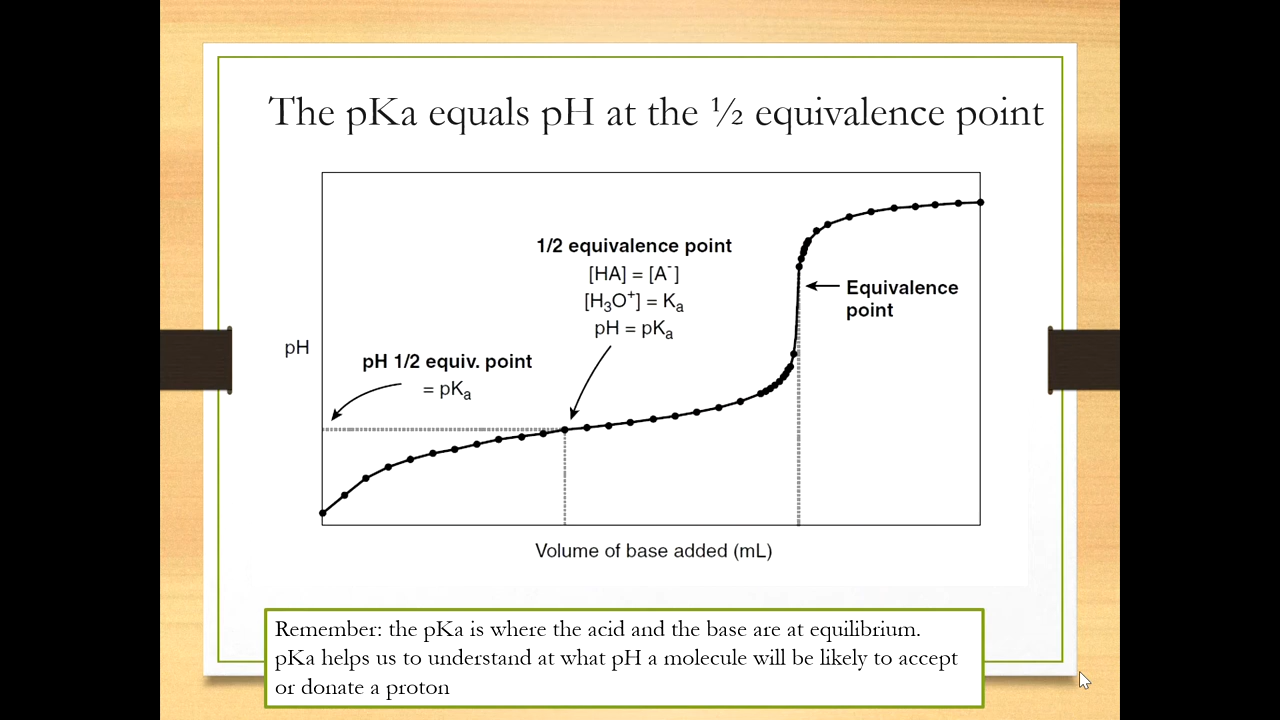 The pKa equals pH at the ½ equivalence point
1/2 equivalence point
[HA] = [A⁻]
[H₃O⁺] = Kₐ
pH = pKₐ
Equivalence
point
pH
pH 1/2 equiv. point
= pKₐ
Volume of base added (mL)
Remember: the pKa is where the acid and the base are at equilibrium.
pKa helps us to understand at what pH a molecule will be likely to accept
or donate a proton